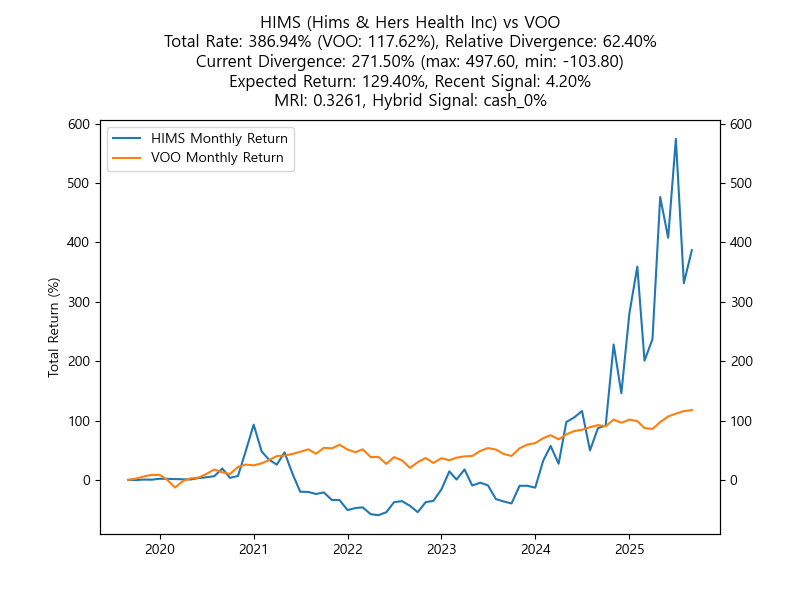 HIMS (Hims & Hers Health Inc) vs VOO
Total Rate: 386.94% (VOO: 117.62%), Relative Divergence: 62.40%
Current Divergence: 271.50% (max: 497.60, min: -103.80)
Expected Return: 129.40%, Recent Signal: 4.20%
MRI: 0.3261, Hybrid Signal: cash_0%
HIMS Monthly Return
VOO Monthly Return
Total Return (%)
600
500
400
300
200
100
0
600
500
400
300
200
100
0
2020 2021 2022 2023 2024 2025